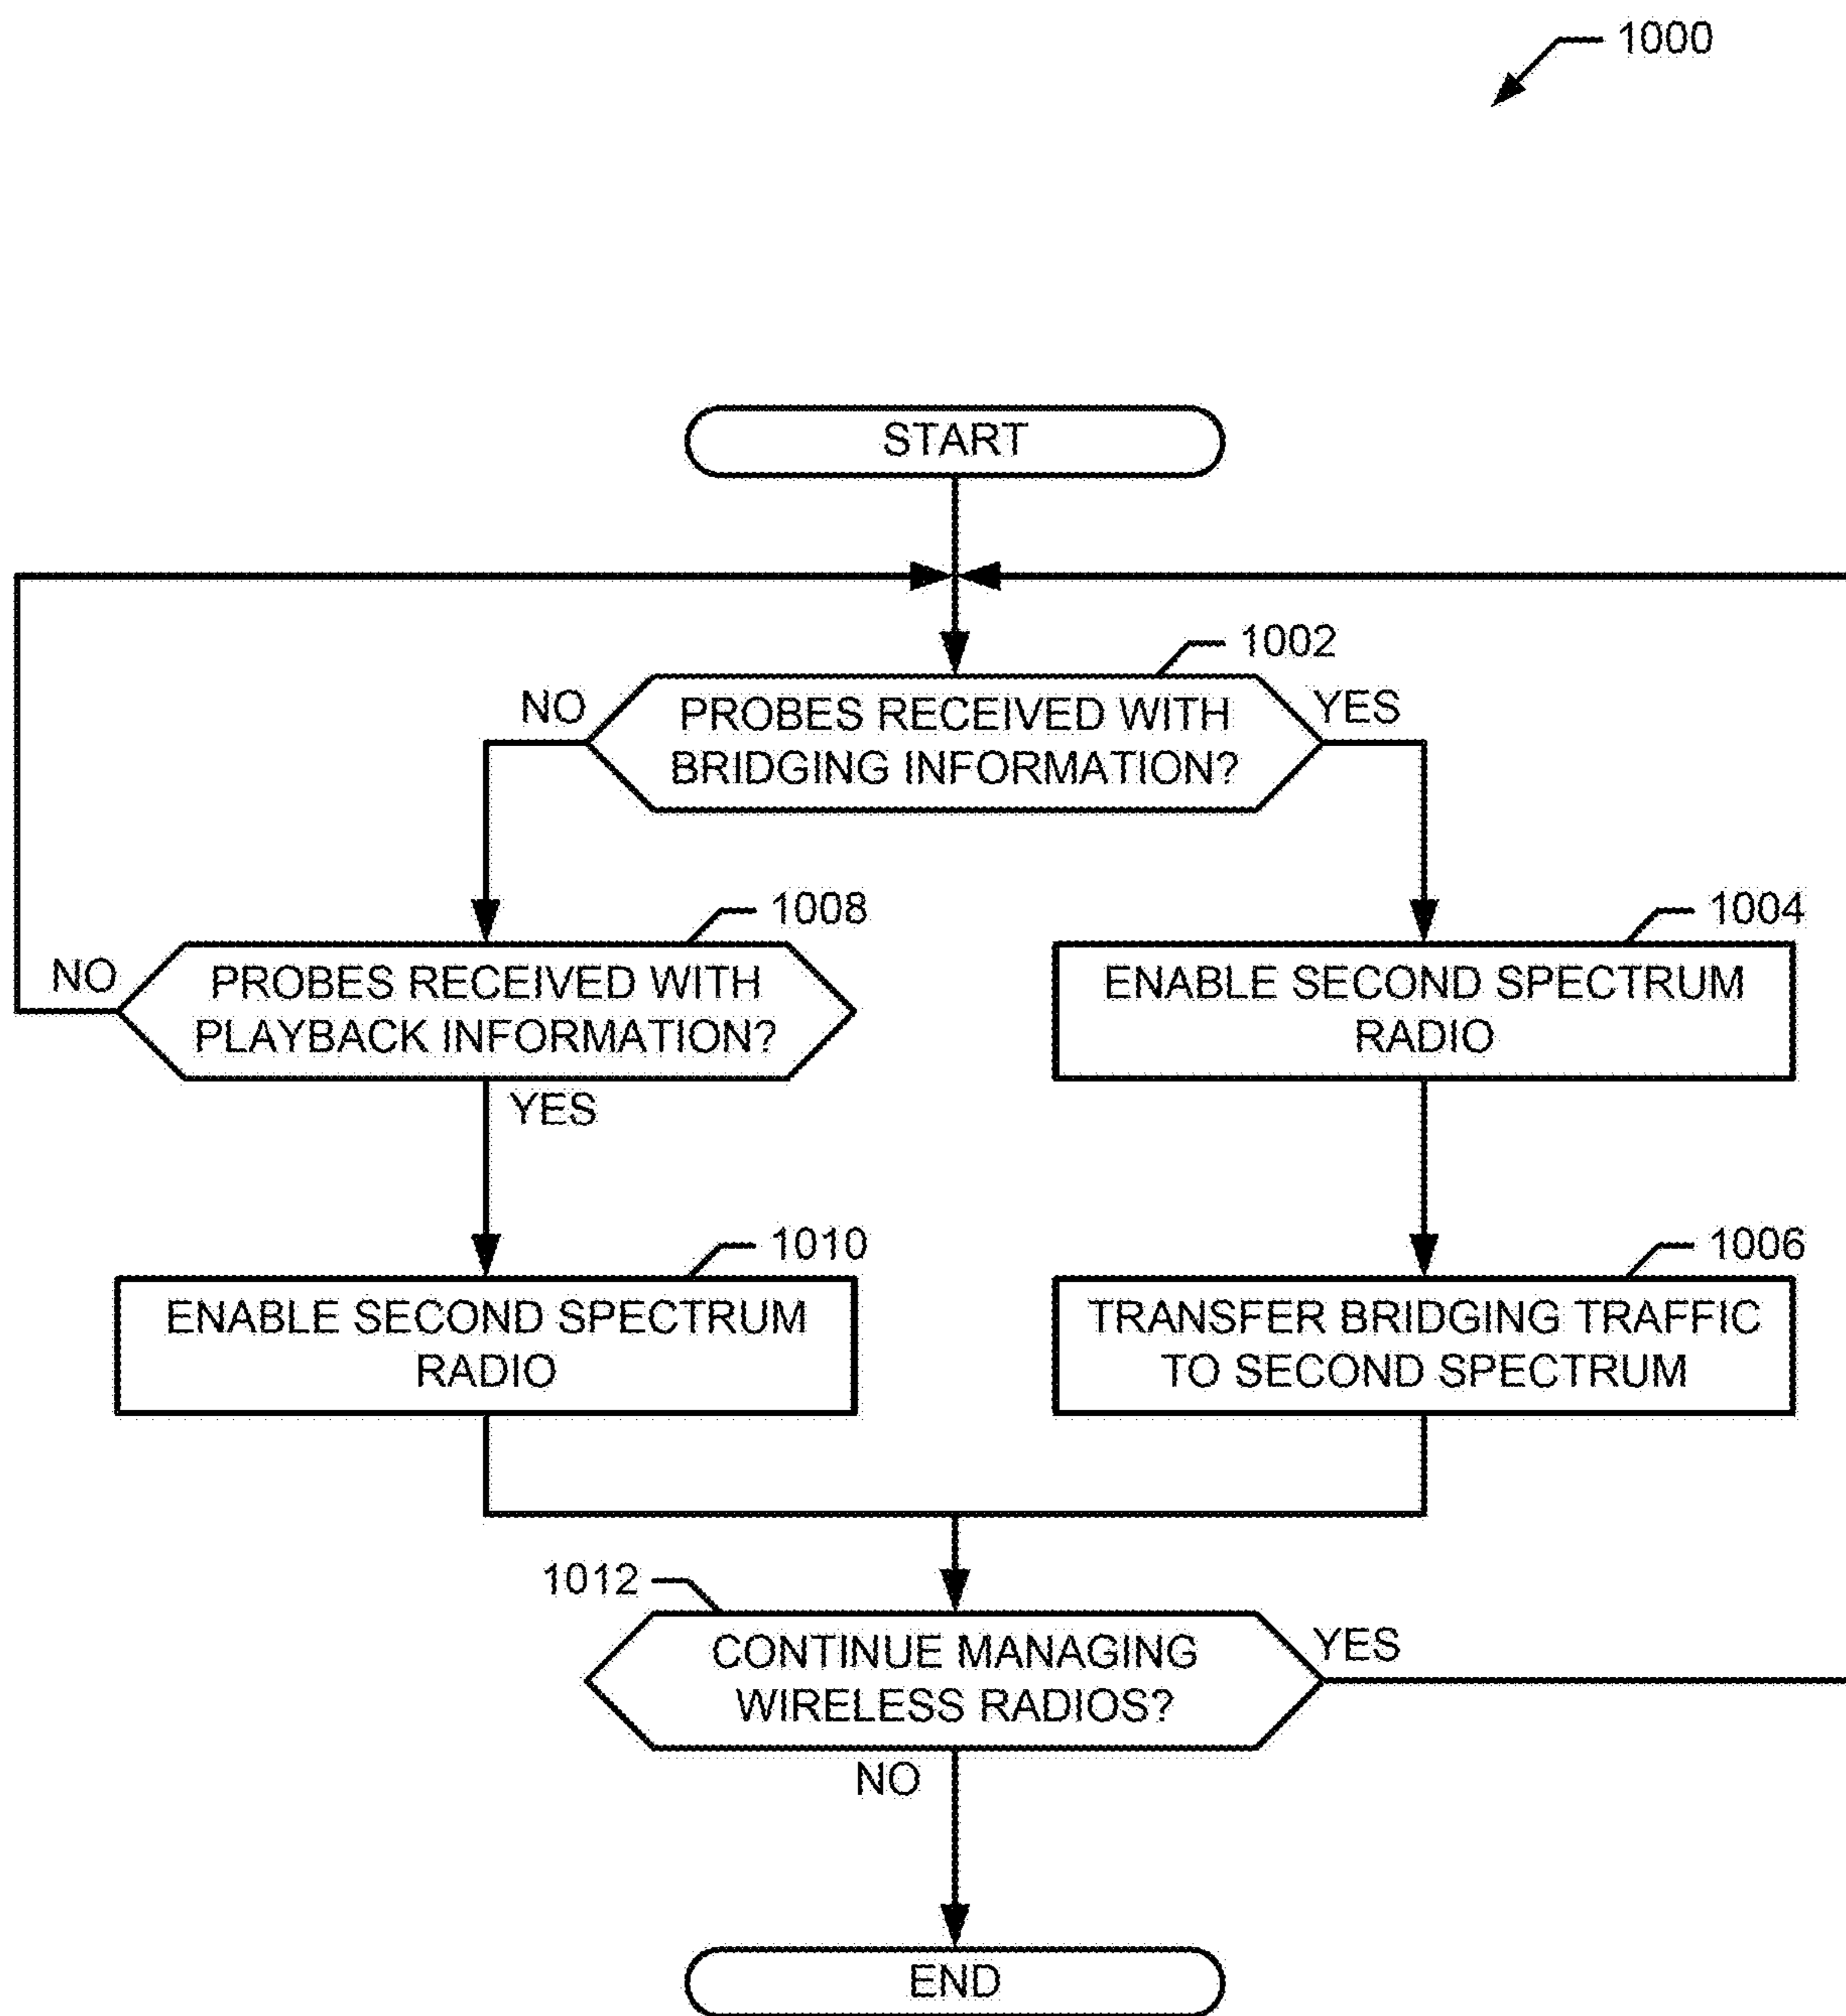 1000
START
1002
NO
PROBES RECEIVED WITH
BRIDGING INFORMATION?
YES
1008
NO
PROBES RECEIVED WITH
PLAYBACK INFORMATION?
YES
1004
ENABLE SECOND SPECTRUM
RADIO
1010
ENABLE SECOND SPECTRUM
RADIO
1006
TRANSFER BRIDGING TRAFFIC
TO SECOND SPECTRUM
1012
CONTINUE MANAGING
WIRELESS RADIOS?
YES
NO
END